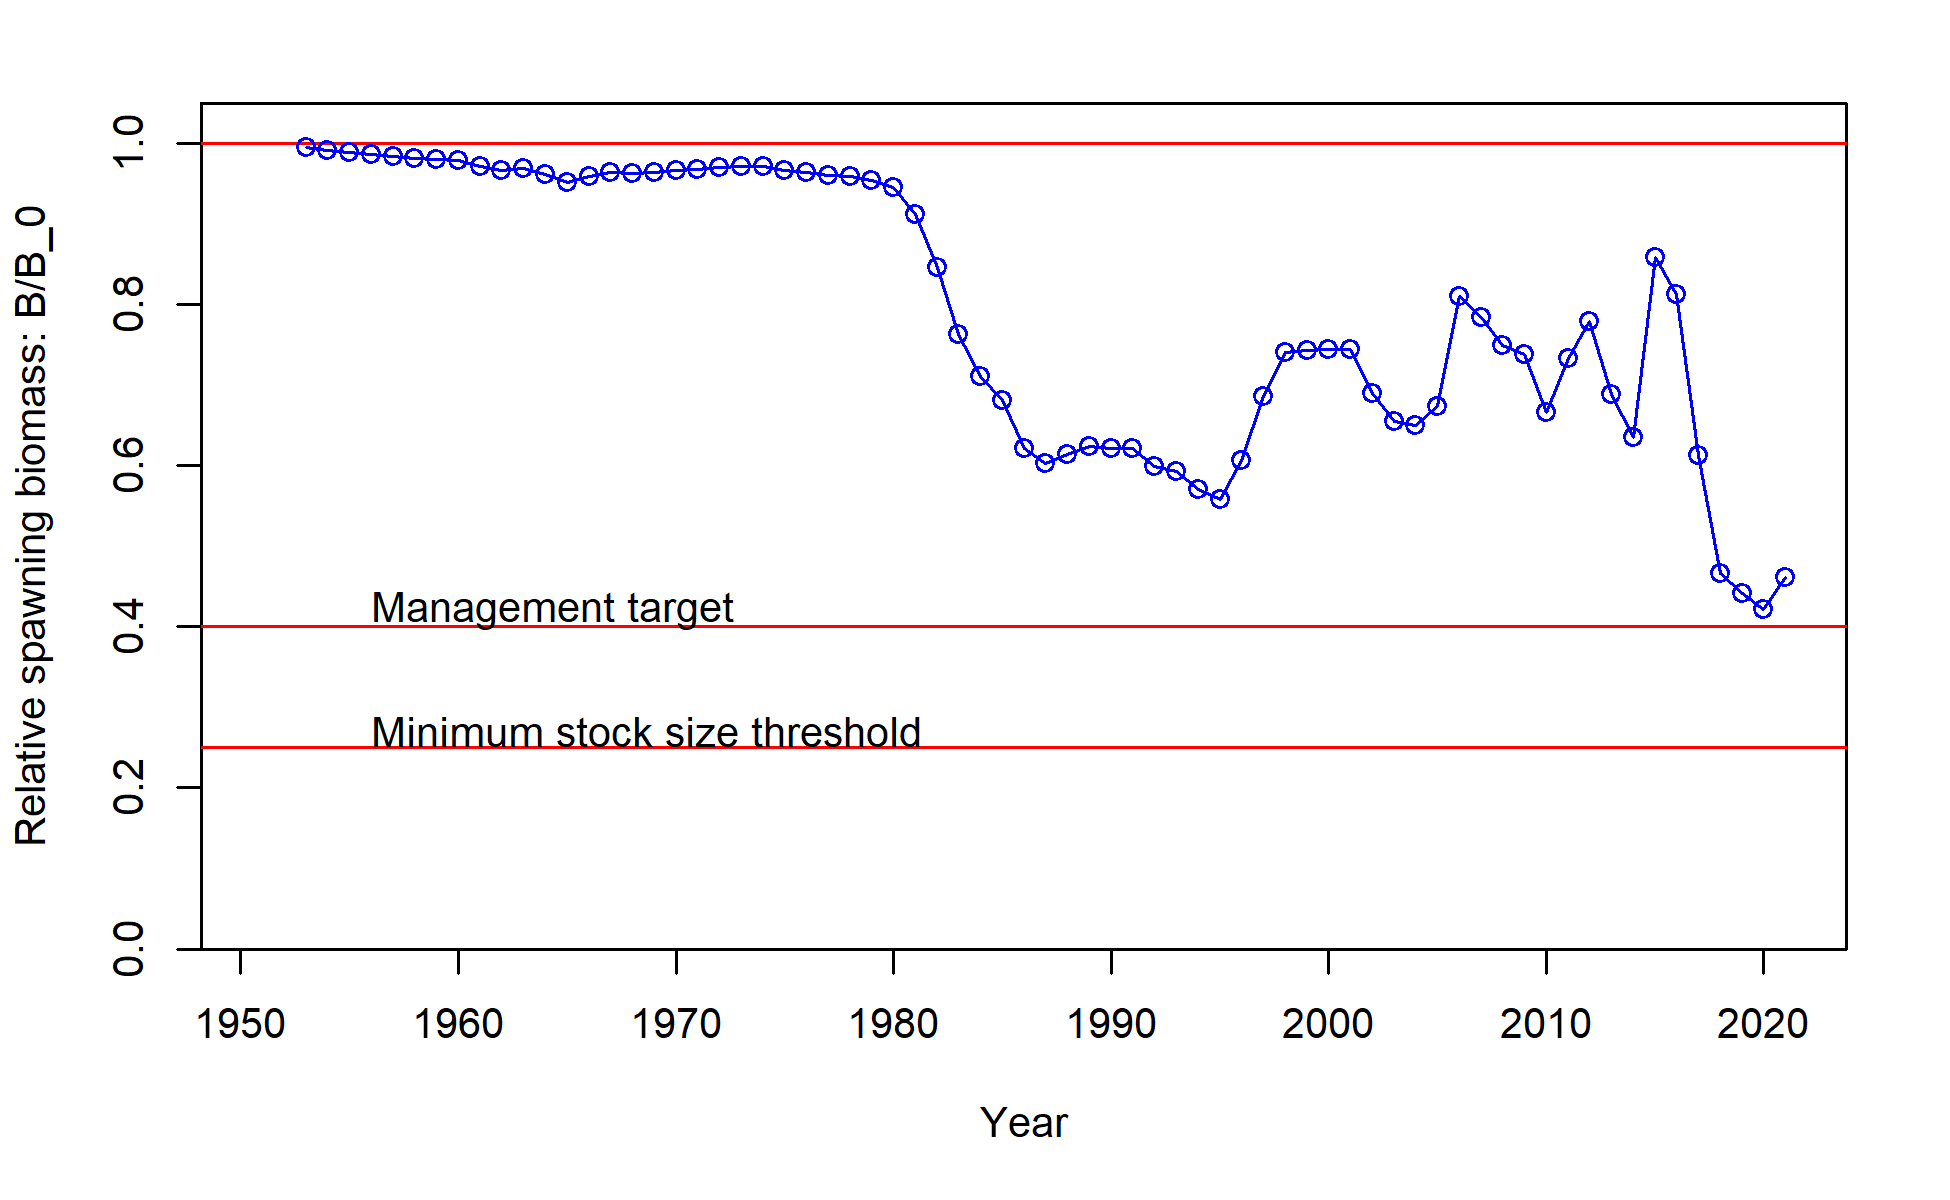 Relative spawning biomass: B/B_0
1.0
0.8
0.6
0.4
0.2
0.0
Management target
Minimum stock size threshold
1950 1960 1970 1980 1990 2000 2010 2020
Year